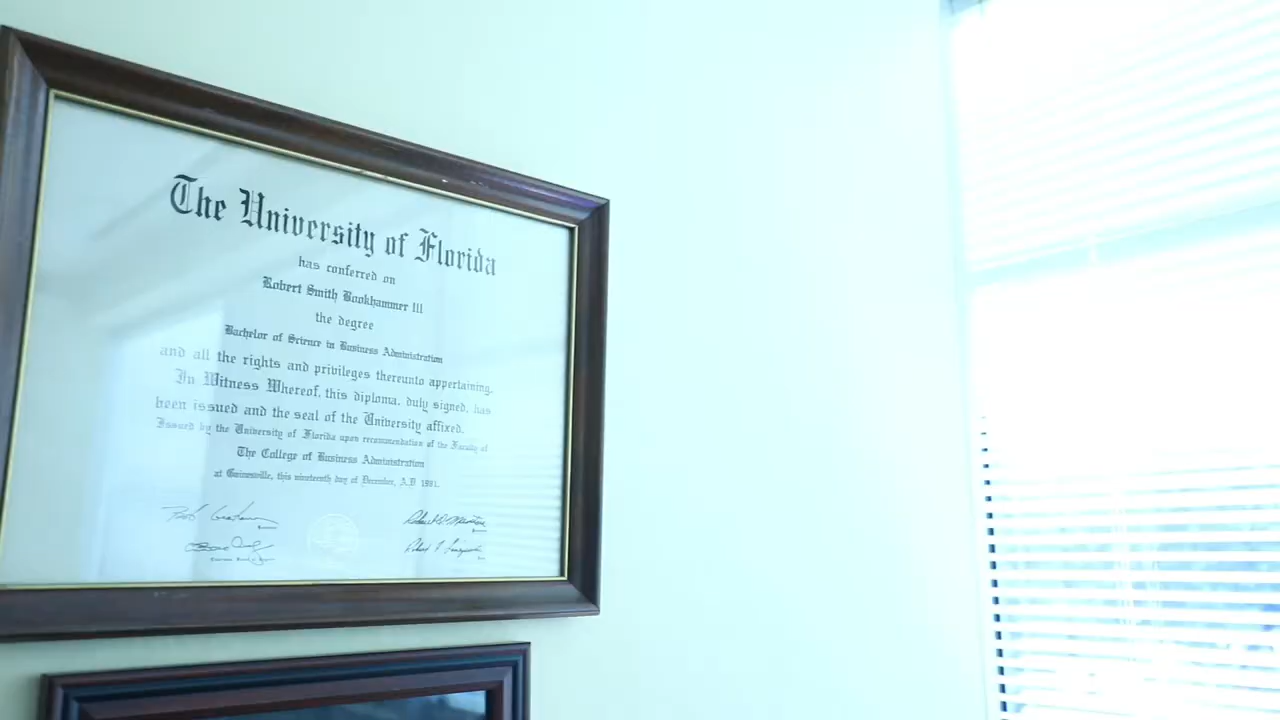 The University of Florida
has conferred on
Robert Smith Bookhammer III
the degree
Bachelor of Science in Business Administration
and all the rights and privileges thereunto appertaining.
In Witness Whereof, this diploma, duly signed, has
been issued and the seal of the University affixed.
Issued by the University of Florida upon recommendation of the Faculty of
The College of Business Administration
at Gainesville, this nineteenth day of December, A.D. 1981.